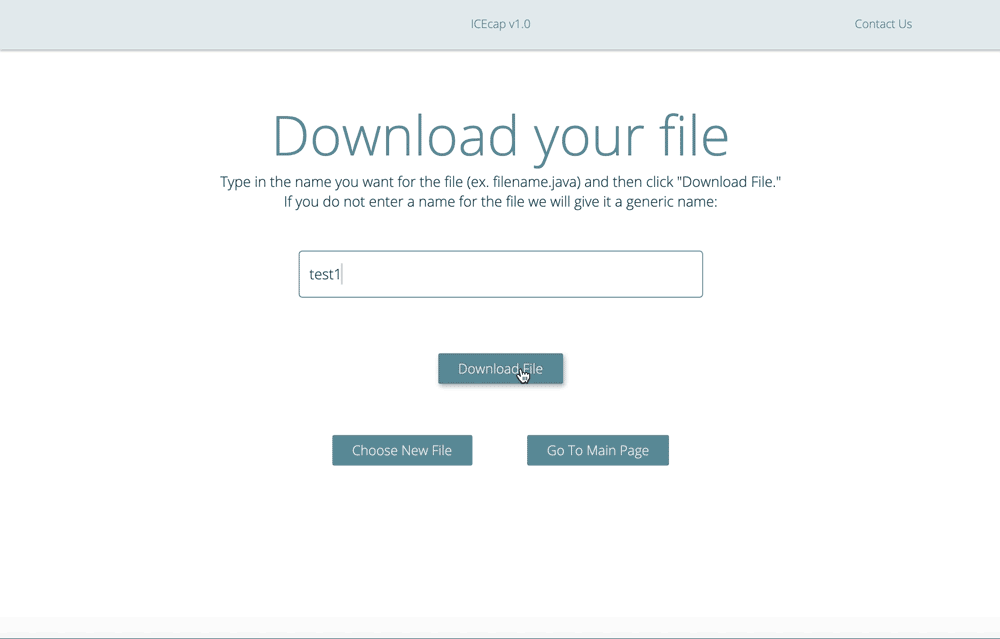 ICEcap v1.0
Contact Us
Download your file
Type in the name you want for the file (ex. filename.java) and then click "Download File."
If you do not enter a name for the file we will give it a generic name:
test1
Download File
Choose New File
Go To Main Page